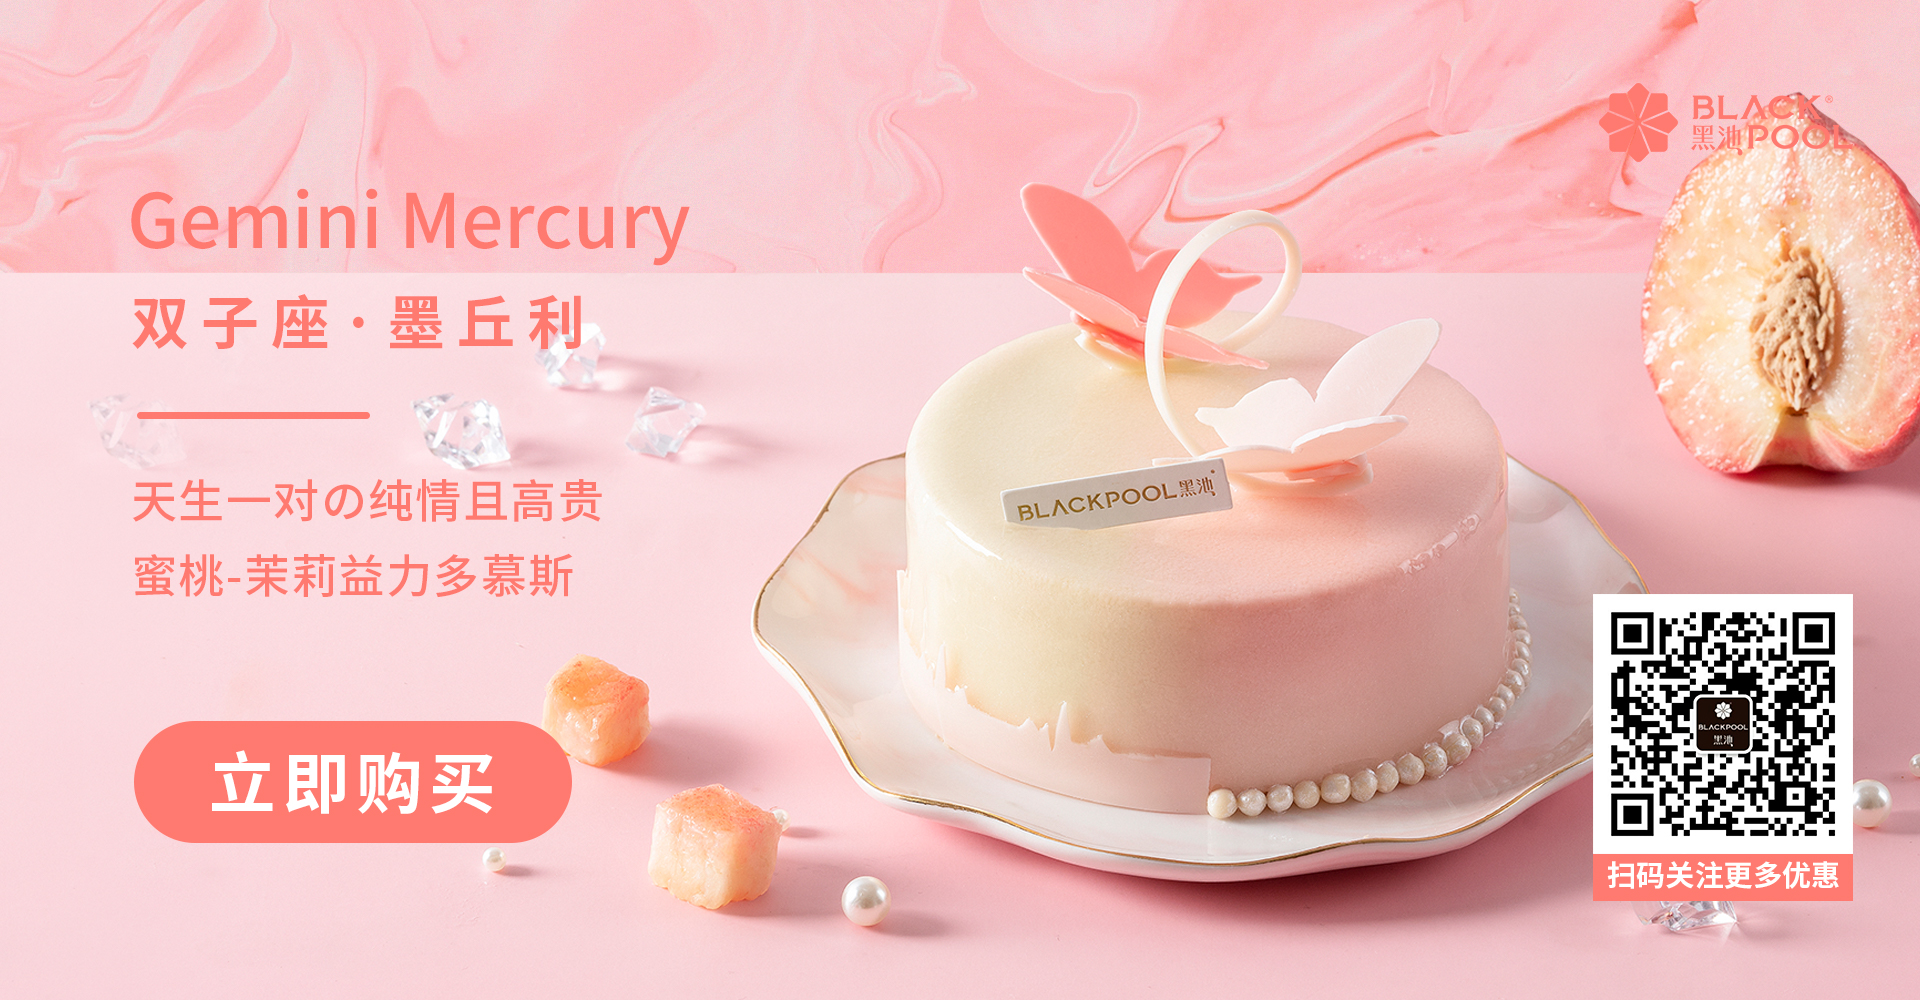 BLACK®
黑池POOL
Gemini Mercury
双子座·墨丘利
天生一对の纯情且高贵
蜜桃-茉莉益力多慕斯
BLACKPOOL黑池
立即购买
BLACKPOOL
黑池
扫码关注更多优惠